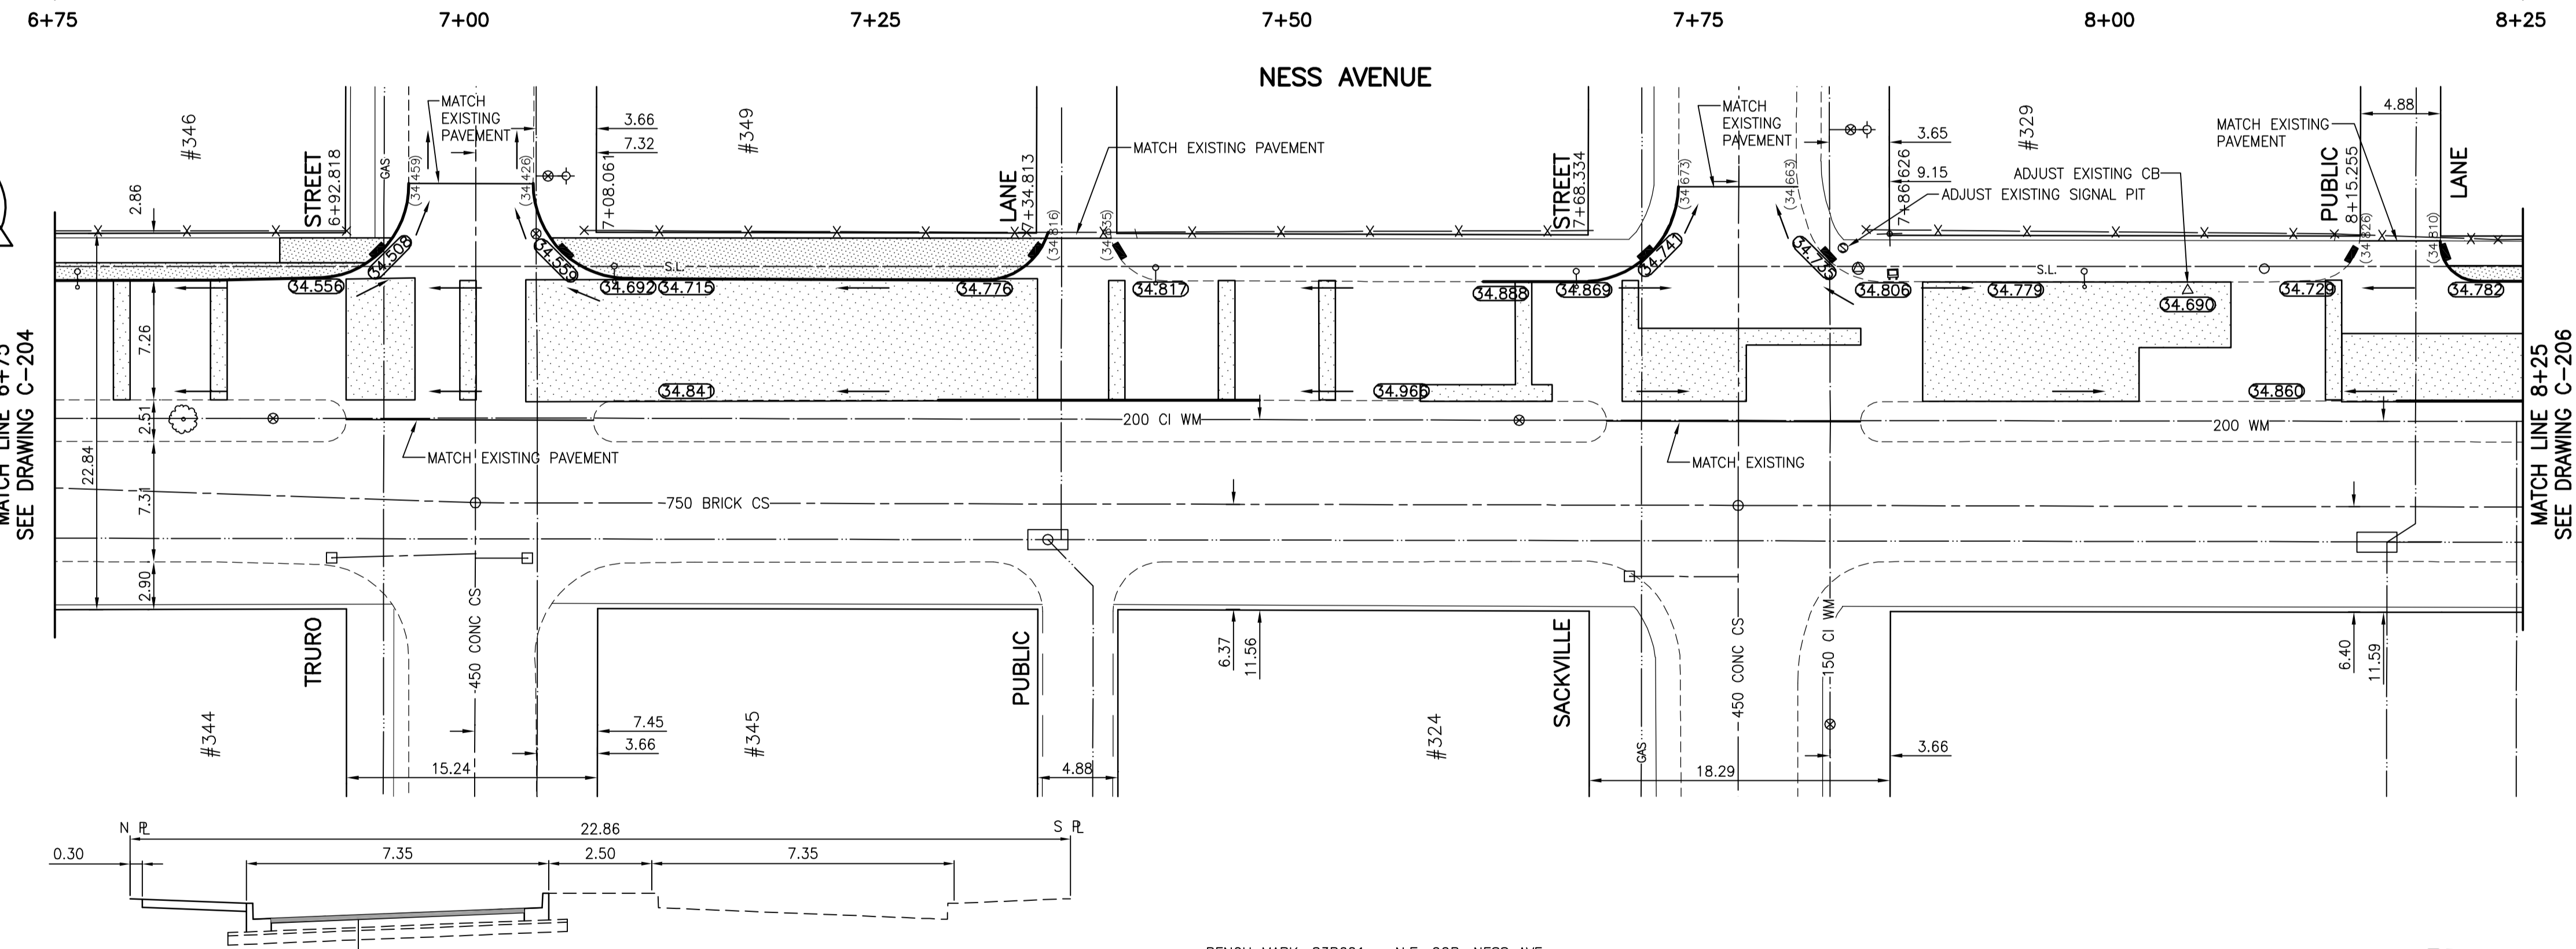 6+75 7+00 7+25 7+50 7+75 8+00 8+25
NESS AVENUE
#346
STREET
6+92.818
GAS
MATCH
EXISTING
PAVEMENT
(34.459)
(34.426)
3.66
7.32
7+08.061
#349
LANE
7+34.813
(34.816)
MATCH EXISTING PAVEMENT
STREET
7+68.334
(34.673)
(34.663)
MATCH
EXISTING
PAVEMENT
3.65
9.15
7+86.626
#329
ADJUST EXISTING CB
ADJUST EXISTING SIGNAL PIT
MATCH EXISTING
PAVEMENT
PUBLIC
8+15.255
(34.826)
(34.810)
4.88
LANE
2.86
34.508
34.559
S.L.
34.741
34.735
S.L.
34.556
34.692
34.715
34.776
34.817
34.888
34.869
34.806
34.779
34.690
34.729
34.782
7.26
34.841
34.966
34.860
2.51
200 CI WM
200 WM
MATCH EXISTING PAVEMENT
MATCH EXISTING
22.84
7.31
750 BRICK CS
2.90
MATCH LINE 6+75
SEE DRAWING C-204
MATCH LINE 8+25
SEE DRAWING C-206
TRURO
450 CONC CS
PUBLIC
6.37
11.56
SACKVILLE
450 CONC CS
150 CI WM
6.40
11.59
#344
7.45
3.66
#345
#324
GAS
3.66
15.24
4.88
18.29
N PL
22.86
S PL
0.30
7.35
2.50
7.35